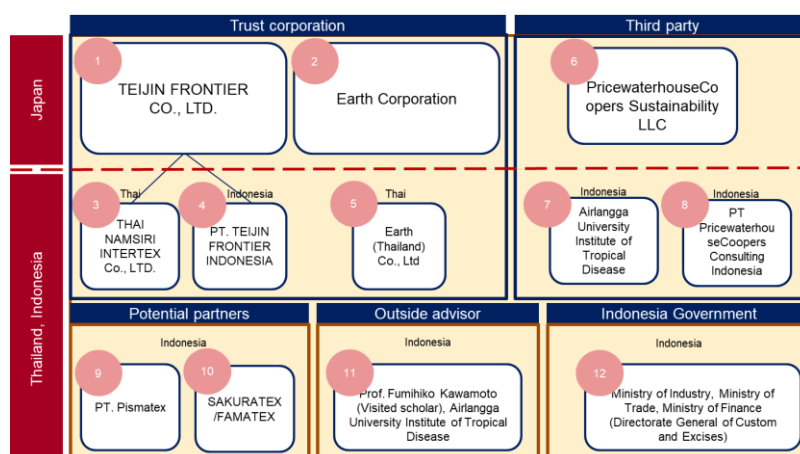 Trust corporation
Third party
Japan
1
TEIJIN FRONTIER
CO., LTD.
2
Earth Corporation
6
PricewaterhouseCo
opers Sustainability
LLC
Thailand, Indonesia
Thai
3
THAI
NAMSIRI
INTERTEX
Co., LTD.
Indonesia
4
PT. TEIJIN
FRONTIER
INDONESIA
Thai
5
Earth
(Thailand)
Co., Ltd
Indonesia
7
Airlangga
University
Institute of
Tropical
Disease
Indonesia
8
PT
Pricewaterhou
seCoopers
Consulting
Indonesia
Potential partners
Indonesia
9
PT. Pismatex
10
SAKURATEX
/FAMATEX
Outside advisor
Indonesia
11
Prof. Fumihiko Kawamoto
(Visited scholar), Airlangga
University Institute of Tropical
Disease
Indonesia Government
Indonesia
12
Ministry of Industry, Ministry of
Trade, Ministry of Finance
(Directorate General of Custom
and Excises)